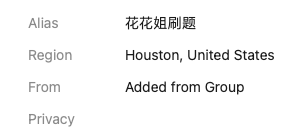 Alias 花花姐刷题
Region Houston, United States
From Added from Group
Privacy